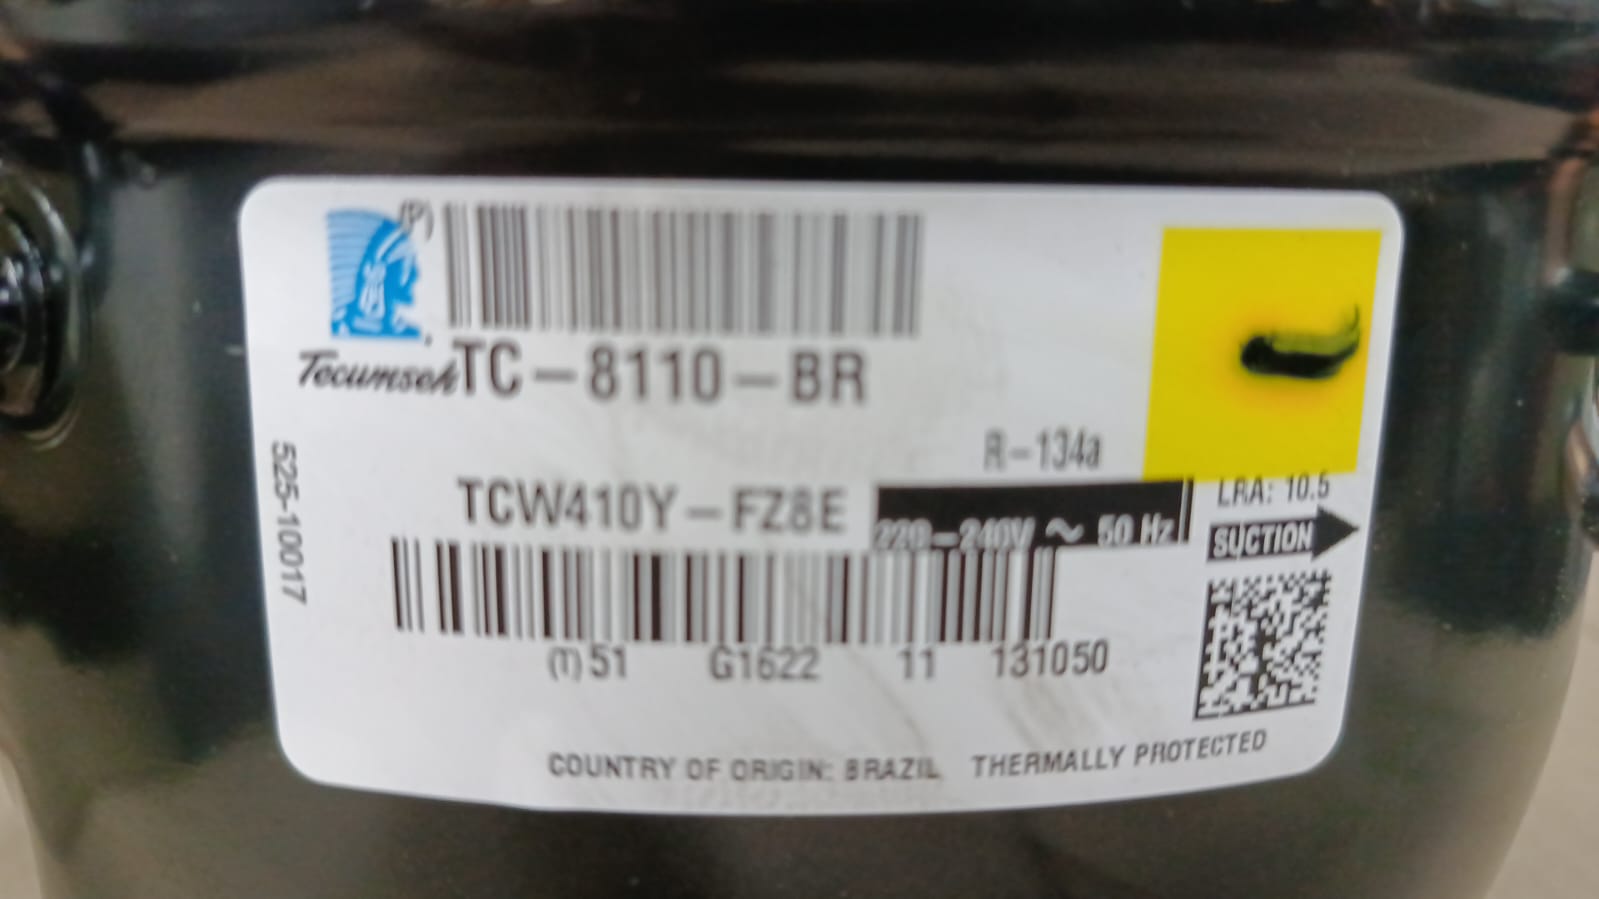 (P)
Tecumseh
TC-8110-BR
R-134a
TCW410Y-FZ8E
220-240V ~ 50 Hz
LRA: 10.5
SUCTION
525-10017
(T) 51 G1622 11 131050
COUNTRY OF ORIGIN: BRAZIL THERMALLY PROTECTED